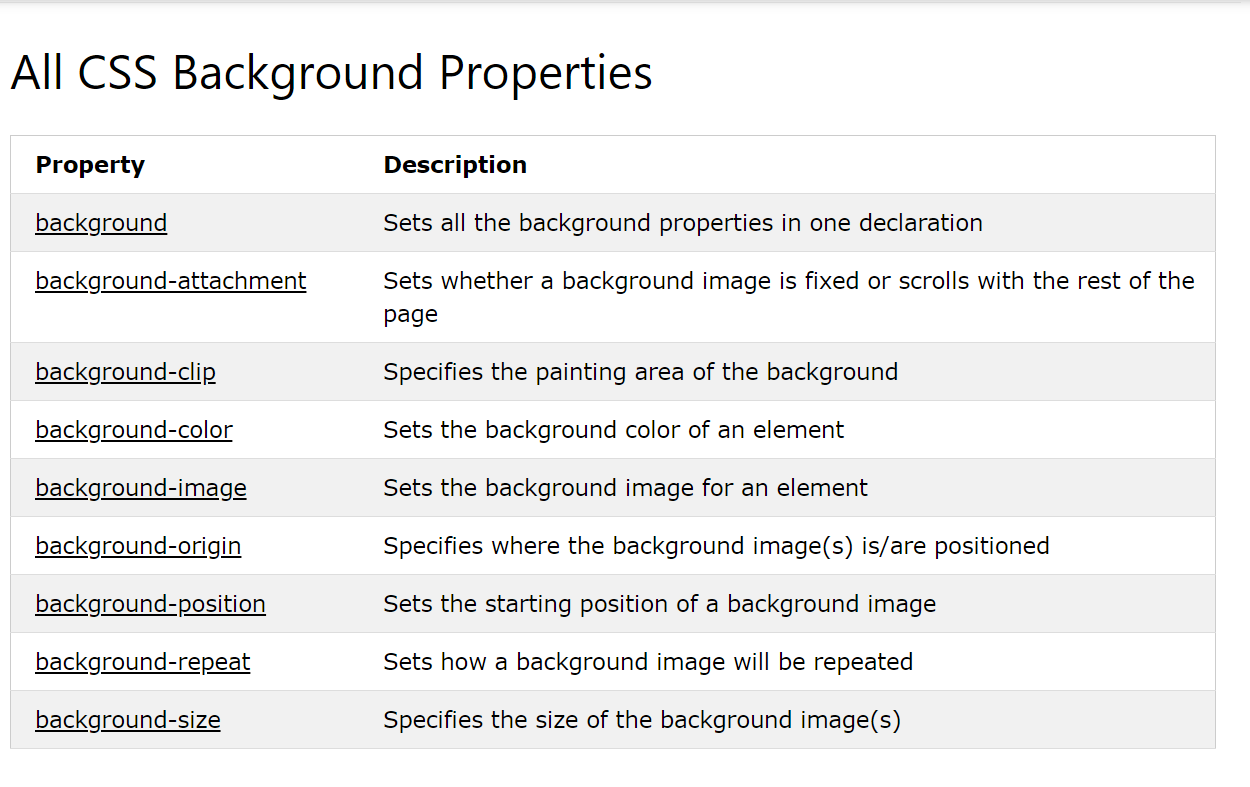 All CSS Background Properties
Property Description
background Sets all the background properties in one declaration
background-attachment Sets whether a background image is fixed or scrolls with the rest of the
page
background-clip Specifies the painting area of the background
background-color Sets the background color of an element
background-image Sets the background image for an element
background-origin Specifies where the background image(s) is/are positioned
background-position Sets the starting position of a background image
background-repeat Sets how a background image will be repeated
background-size Specifies the size of the background image(s)